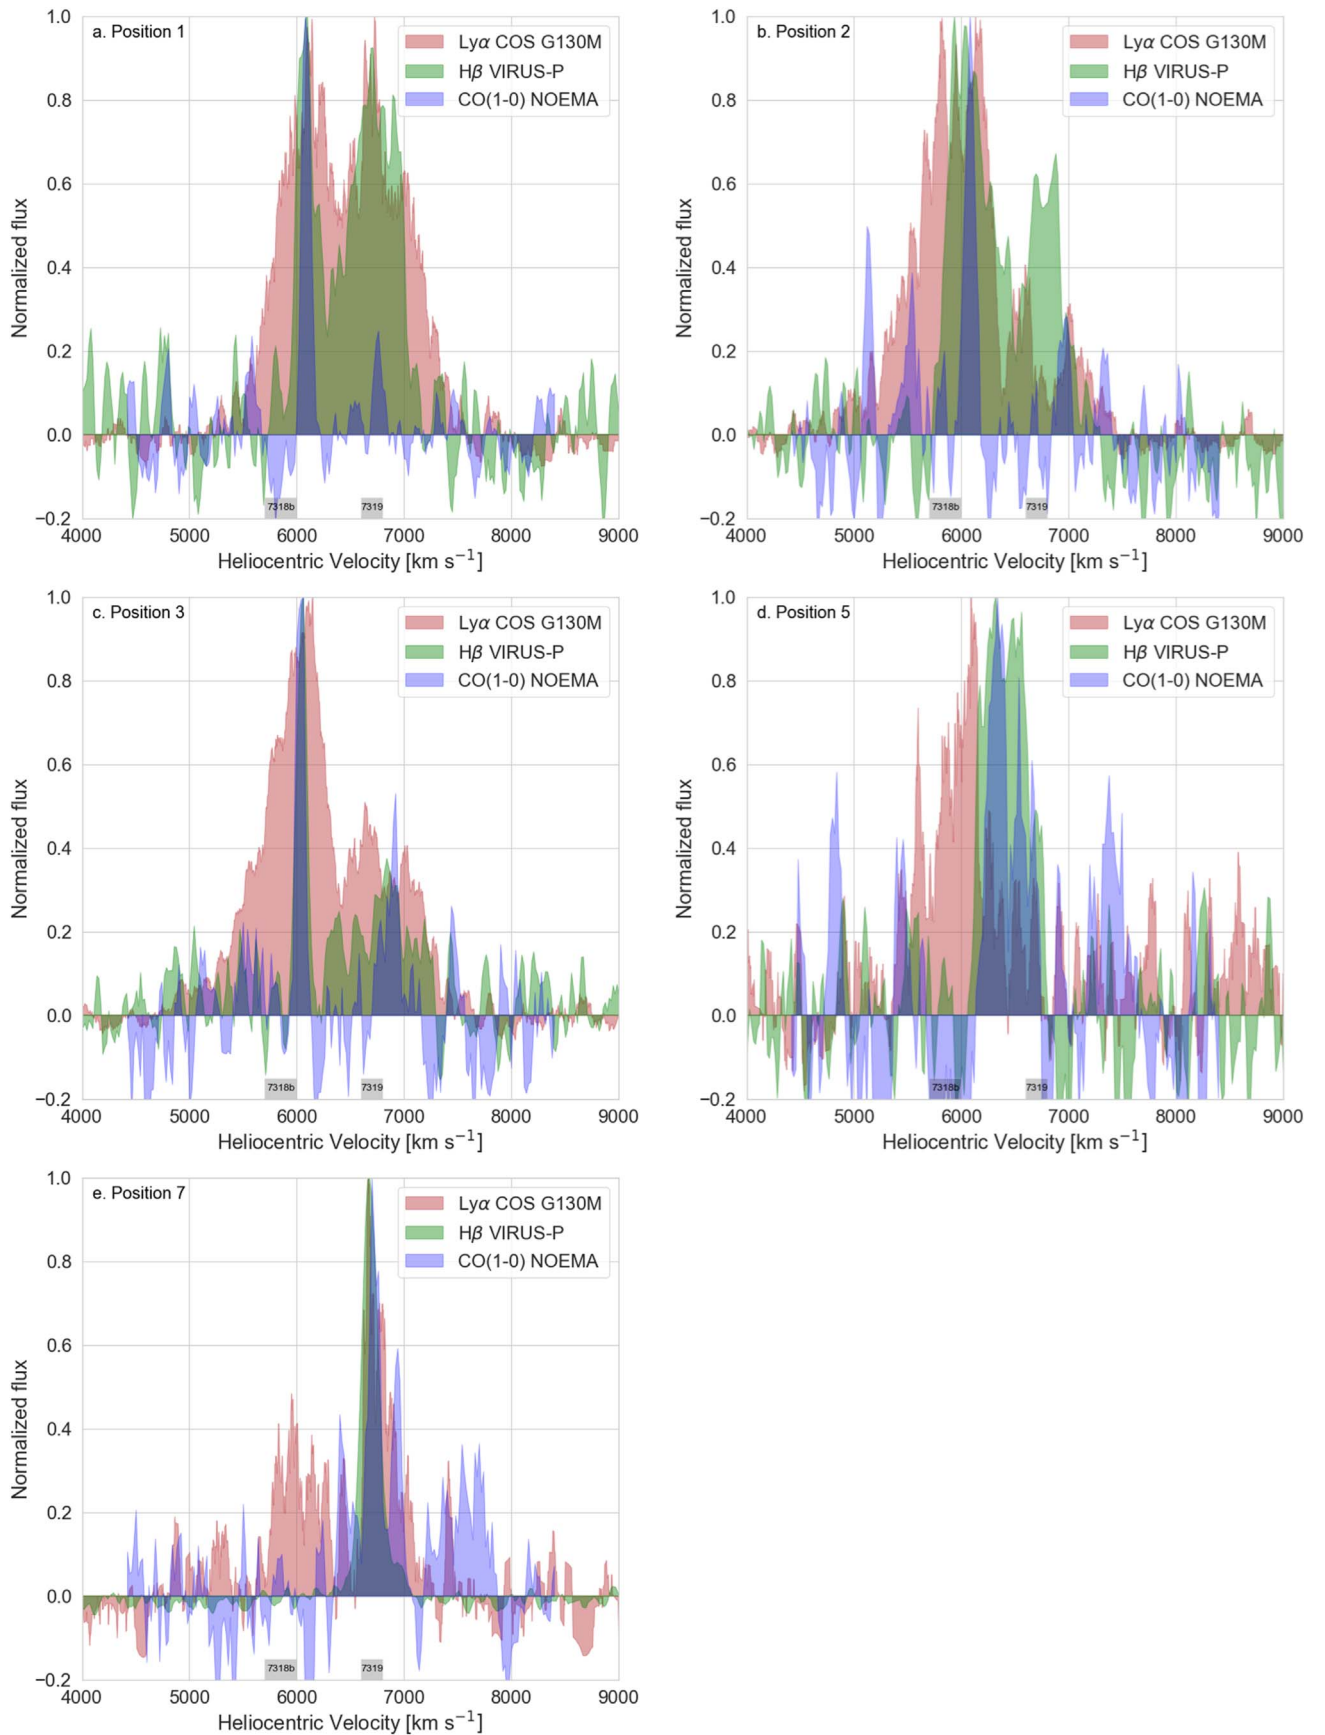 a. Position 1
Lyα COS G130M
Hβ VIRUS-P
CO(1-0) NOEMA
1.0
0.8
0.6
0.4
0.2
0.0
−0.2
Normalized flux
7318b
7319
4000 5000 6000 7000 8000 9000
Heliocentric Velocity [km s⁻¹]
b. Position 2
Lyα COS G130M
Hβ VIRUS-P
CO(1-0) NOEMA
1.0
0.8
0.6
0.4
0.2
0.0
−0.2
Normalized flux
7318b
7319
4000 5000 6000 7000 8000 9000
Heliocentric Velocity [km s⁻¹]
c. Position 3
Lyα COS G130M
Hβ VIRUS-P
CO(1-0) NOEMA
1.0
0.8
0.6
0.4
0.2
0.0
−0.2
Normalized flux
7318b
7319
4000 5000 6000 7000 8000 9000
Heliocentric Velocity [km s⁻¹]
d. Position 5
Lyα COS G130M
Hβ VIRUS-P
CO(1-0) NOEMA
1.0
0.8
0.6
0.4
0.2
0.0
−0.2
Normalized flux
7318b
7319
4000 5000 6000 7000 8000 9000
Heliocentric Velocity [km s⁻¹]
e. Position 7
Lyα COS G130M
Hβ VIRUS-P
CO(1-0) NOEMA
1.0
0.8
0.6
0.4
0.2
0.0
−0.2
Normalized flux
7318b
7319
4000 5000 6000 7000 8000 9000
Heliocentric Velocity [km s⁻¹]